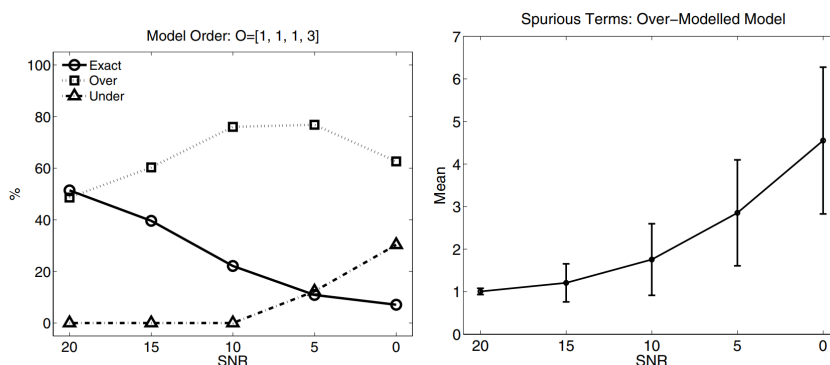 Model Order: O=[1, 1, 1, 3]
100
80
60
40
20
0
%
Exact
Over
Under
20 15 10 5 0
SNR
Spurious Terms: Over−Modelled Model
7
6
5
4
3
2
1
0
Mean
20 15 10 5 0
SNR